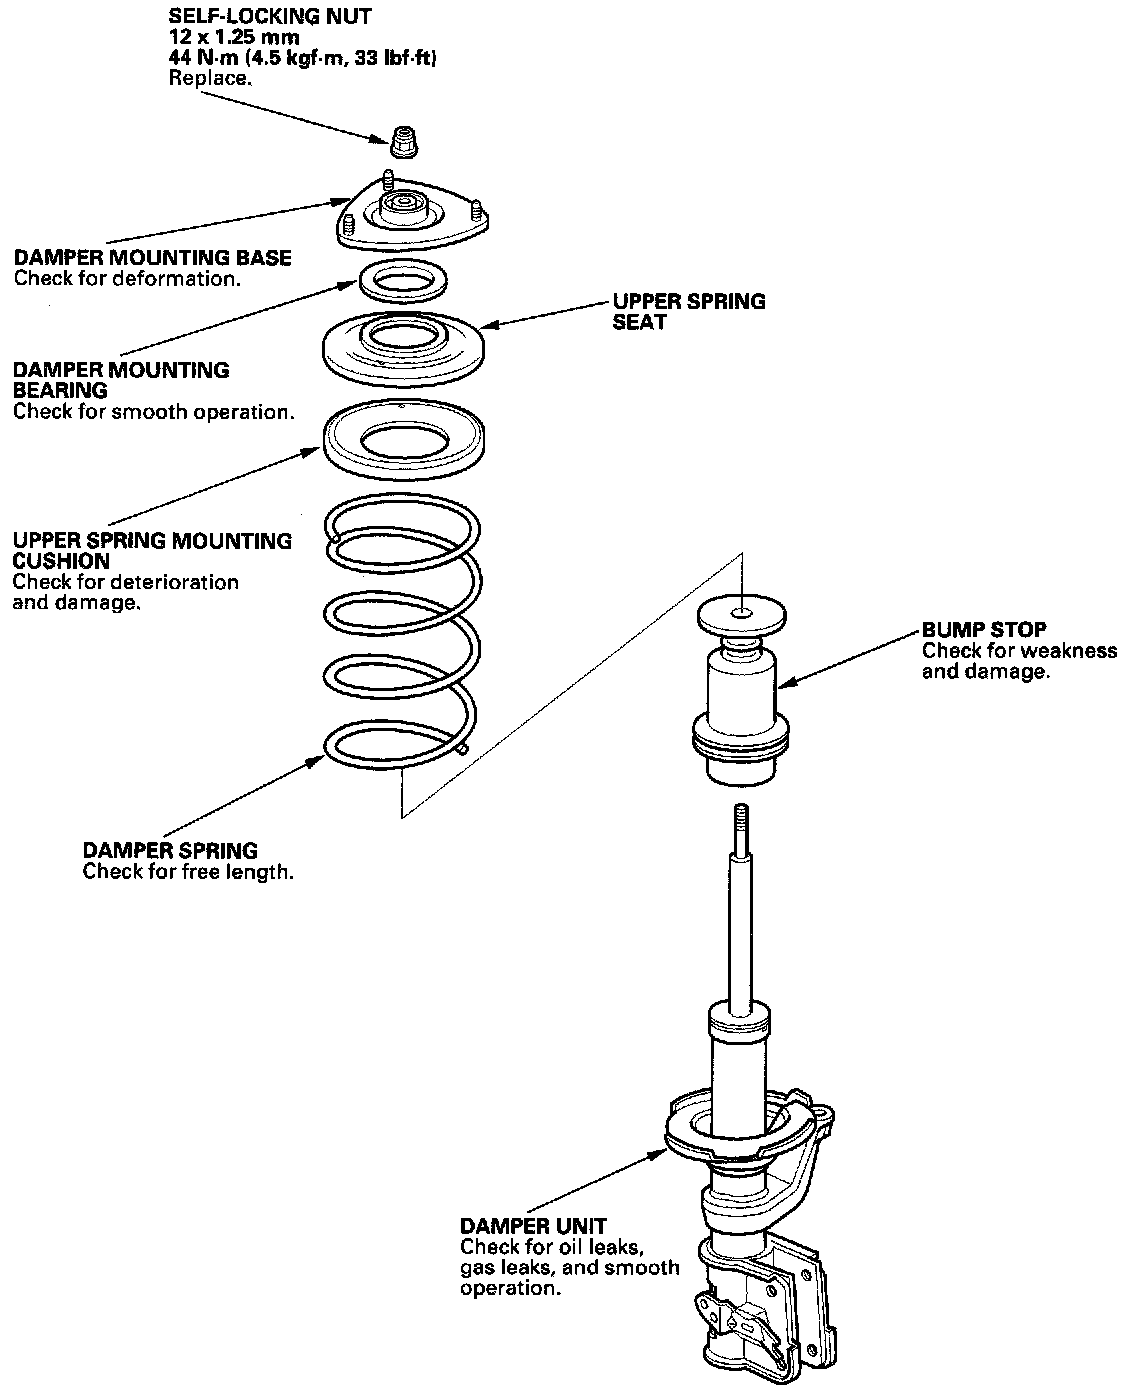 SELF-LOCKING NUT
12 x 1.25 mm
44 N·m (4.5 kgf·m, 33 lbf·ft)
Replace.
DAMPER MOUNTING BASE
Check for deformation.
UPPER SPRING
SEAT
DAMPER MOUNTING
BEARING
Check for smooth operation.
UPPER SPRING MOUNTING
CUSHION
Check for deterioration
and damage.
BUMP STOP
Check for weakness
and damage.
DAMPER SPRING
Check for free length.
DAMPER UNIT
Check for oil leaks,
gas leaks, and smooth
operation.